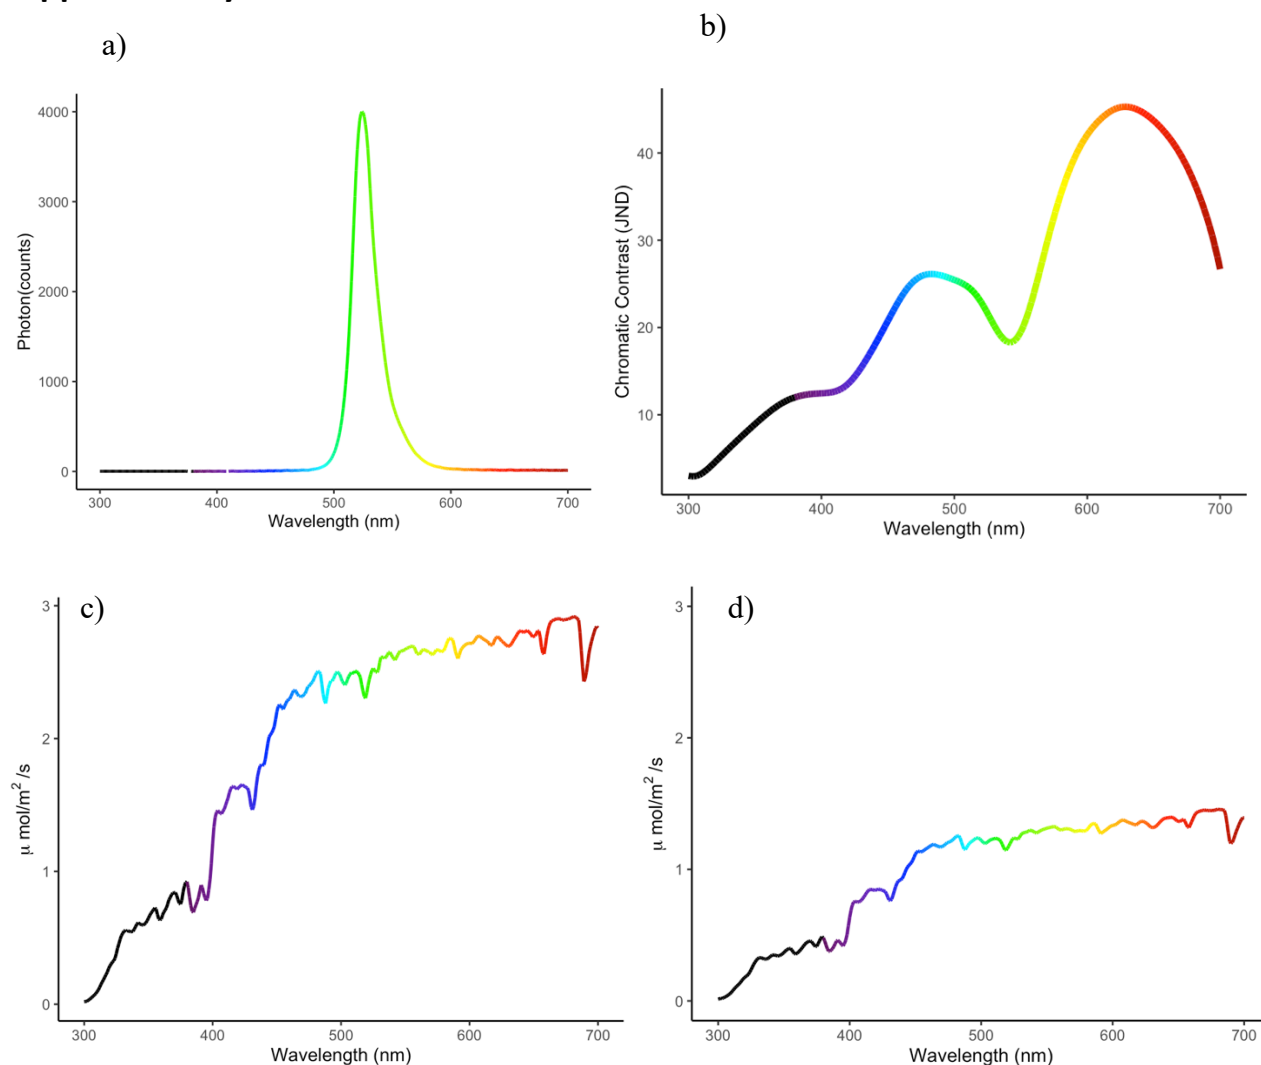 a)
4000
3000
2000
1000
0
Photon(counts)
300 400 500 600 700
Wavelength (nm)
b)
40
30
20
10
Chromatic Contrast (JND)
300 400 500 600 700
Wavelength (nm)
c)
3
2
1
0
μ mol/m² /s
300 400 500 600 700
Wavelength (nm)
d)
3
2
1
0
μ mol/m² /s
300 400 500 600 700
Wavelength (nm)